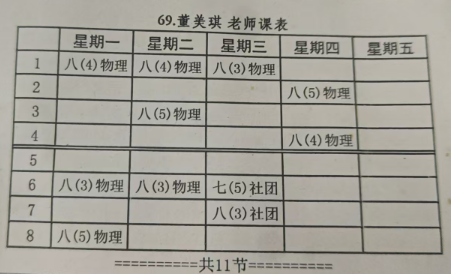 69.董美琪 老师课表
星期一 星期二 星期三 星期四 星期五
1 八(4)物理 八(4)物理 八(3)物理
2 八(5)物理
3 八(5)物理
4 八(4)物理
5
6 八(3)物理 八(3)物理 七(5)社团
7 八(3)社团
8 八(5)物理
==========共11节==========